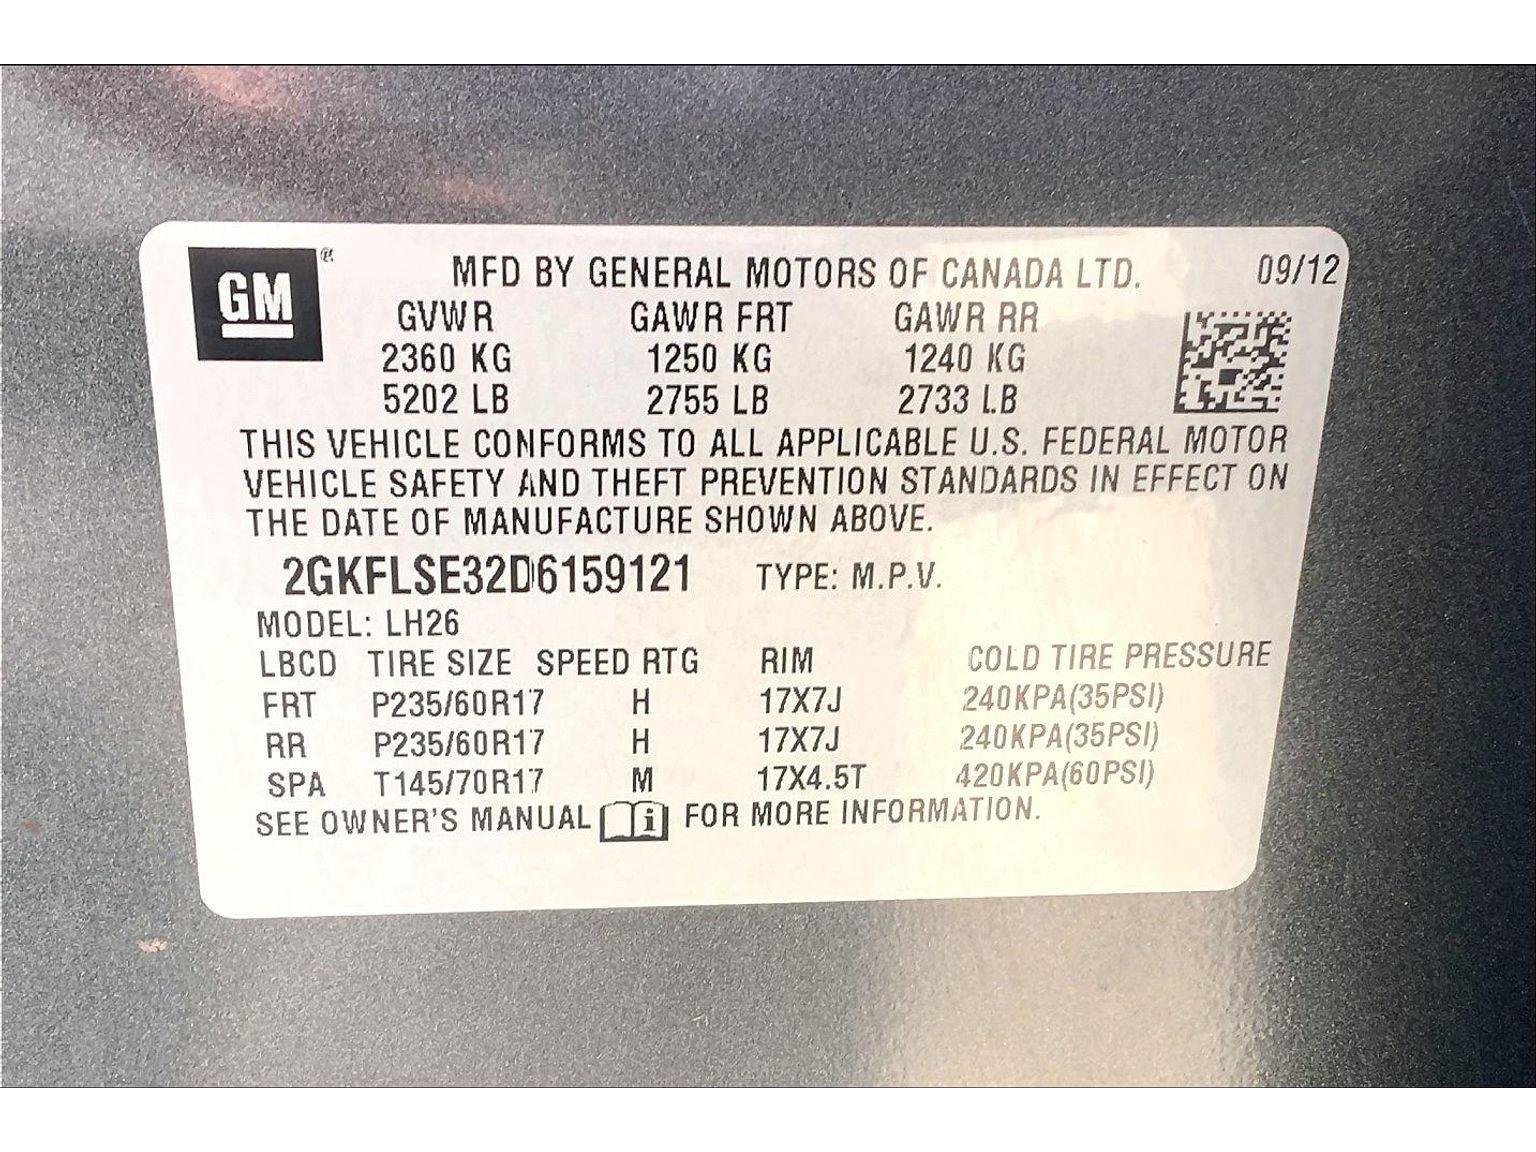 GM ®
MFD BY GENERAL MOTORS OF CANADA LTD. 09/12
GVWR GAWR FRT GAWR RR
2360 KG 1250 KG 1240 KG
5202 LB 2755 LB 2733 LB
THIS VEHICLE CONFORMS TO ALL APPLICABLE U.S. FEDERAL MOTOR
VEHICLE SAFETY AND THEFT PREVENTION STANDARDS IN EFFECT ON
THE DATE OF MANUFACTURE SHOWN ABOVE.
2GKFLSE32D6159121 TYPE: M.P.V.
MODEL: LH26
LBCD TIRE SIZE SPEED RTG RIM COLD TIRE PRESSURE
FRT P235/60R17 H 17X7J 240KPA(35PSI)
RR P235/60R17 H 17X7J 240KPA(35PSI)
SPA T145/70R17 M 17X4.5T 420KPA(60PSI)
SEE OWNER'S MANUAL i FOR MORE INFORMATION.